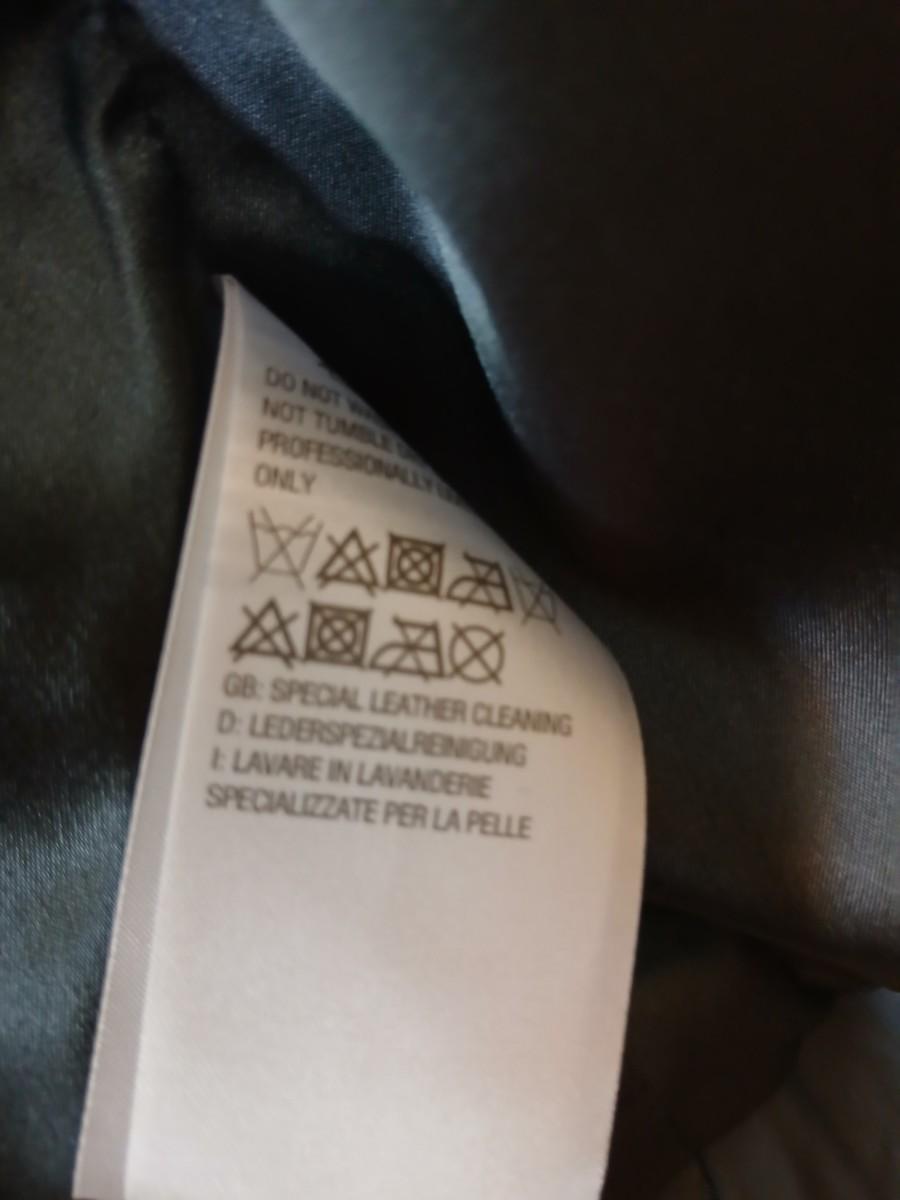 DO NOT
NOT TUMBLE
PROFESSIONALLY
ONLY
GB: SPECIAL LEATHER CLEANING
D: LEDERSPEZIALREINIGUNG
I: LAVARE IN LAVANDERIE
SPECIALIZZATE PER LA PELLE